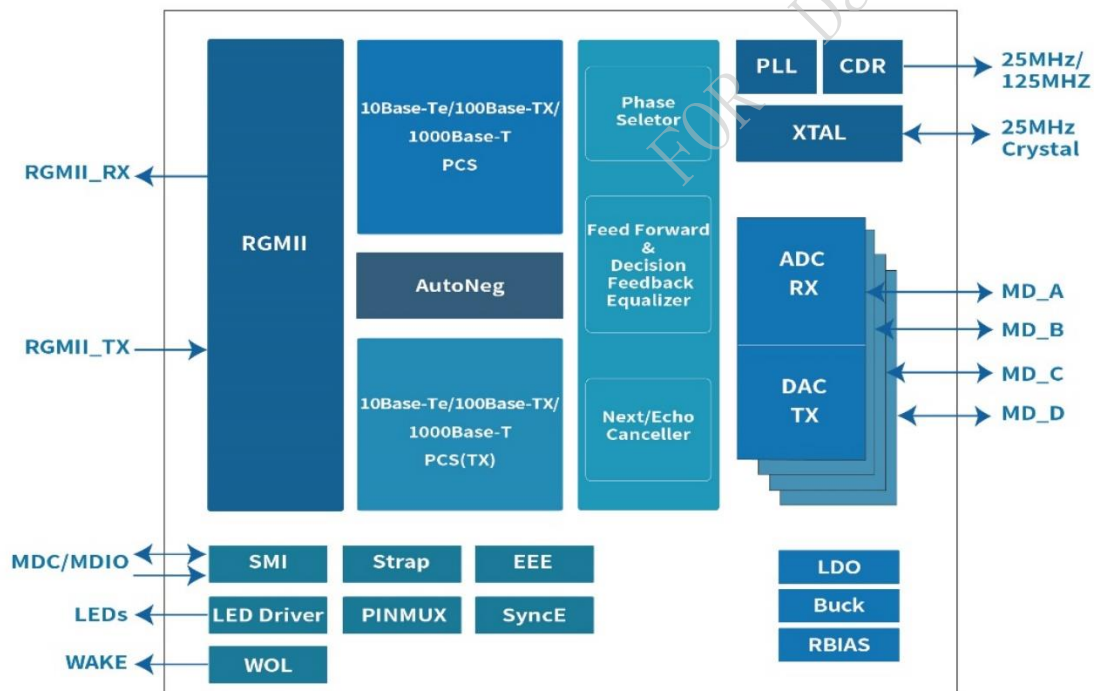 RGMII_RX
RGMII_TX
RGMII
10Base-Te/100Base-TX/
1000Base-T
PCS
AutoNeg
10Base-Te/100Base-TX/
1000Base-T
PCS(TX)
Phase
Seletor
Feed Forward
&
Decision
Feedback
Equalizer
Next/Echo
Canceller
PLL
CDR
25MHz/
125MHZ
XTAL
25MHz
Crystal
ADC
RX
DAC
TX
MD_A
MD_B
MD_C
MD_D
MDC/MDIO
SMI
Strap
EEE
LEDs
LED Driver
PINMUX
SyncE
WAKE
WOL
LDO
Buck
RBIAS
FOR